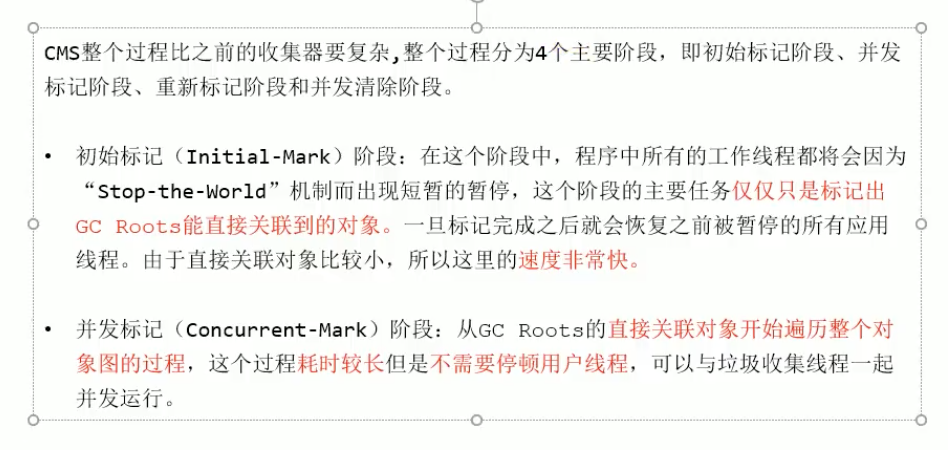 CMS整个过程比之前的收集器要复杂,整个过程分为4个主要阶段，即初始标记阶段、并发
标记阶段、重新标记阶段和并发清除阶段。
• 初始标记（Initial-Mark）阶段：在这个阶段中，程序中所有的工作线程都将会因为
“Stop-the-World”机制而出现短暂的暂停，这个阶段的主要任务仅仅只是标记出
GC Roots能直接关联到的对象。一旦标记完成之后就会恢复之前被暂停的所有应用
线程。由于直接关联对象比较小，所以这里的速度非常快。
• 并发标记（Concurrent-Mark）阶段：从GC Roots的直接关联对象开始遍历整个对
象图的过程，这个过程耗时较长但是不需要停顿用户线程，可以与垃圾收集线程一起
并发运行。